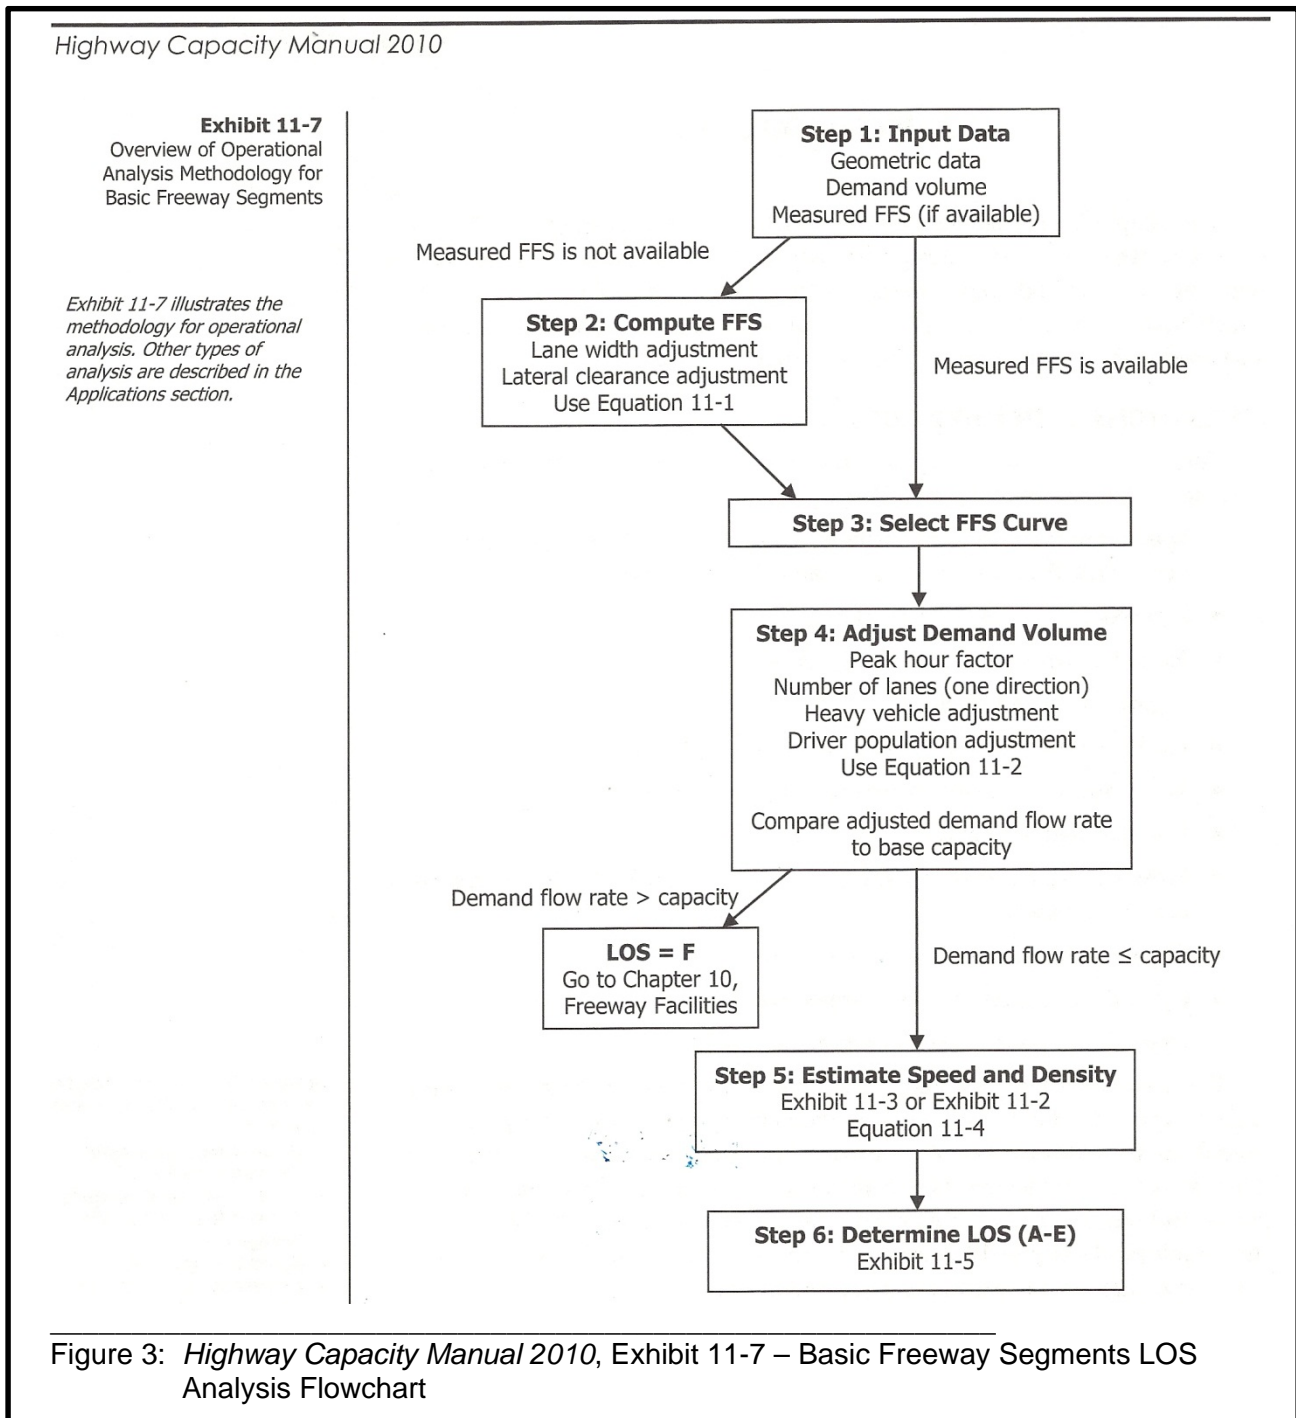 Highway Capacity Manual 2010
Exhibit 11-7
Overview of Operational
Analysis Methodology for
Basic Freeway Segments
Exhibit 11-7 illustrates the
methodology for operational
analysis. Other types of
analysis are described in the
Applications section.
Step 1: Input Data
Geometric data
Demand volume
Measured FFS (if available)
Measured FFS is not available
Step 2: Compute FFS
Lane width adjustment
Lateral clearance adjustment
Use Equation 11-1
Measured FFS is available
Step 3: Select FFS Curve
Step 4: Adjust Demand Volume
Peak hour factor
Number of lanes (one direction)
Heavy vehicle adjustment
Driver population adjustment
Use Equation 11-2
Compare adjusted demand flow rate
to base capacity
Demand flow rate > capacity
LOS = F
Go to Chapter 10,
Freeway Facilities
Demand flow rate ≤ capacity
Step 5: Estimate Speed and Density
Exhibit 11-3 or Exhibit 11-2
Equation 11-4
Step 6: Determine LOS (A-E)
Exhibit 11-5
Figure 3: Highway Capacity Manual 2010, Exhibit 11-7 – Basic Freeway Segments LOS
Analysis Flowchart